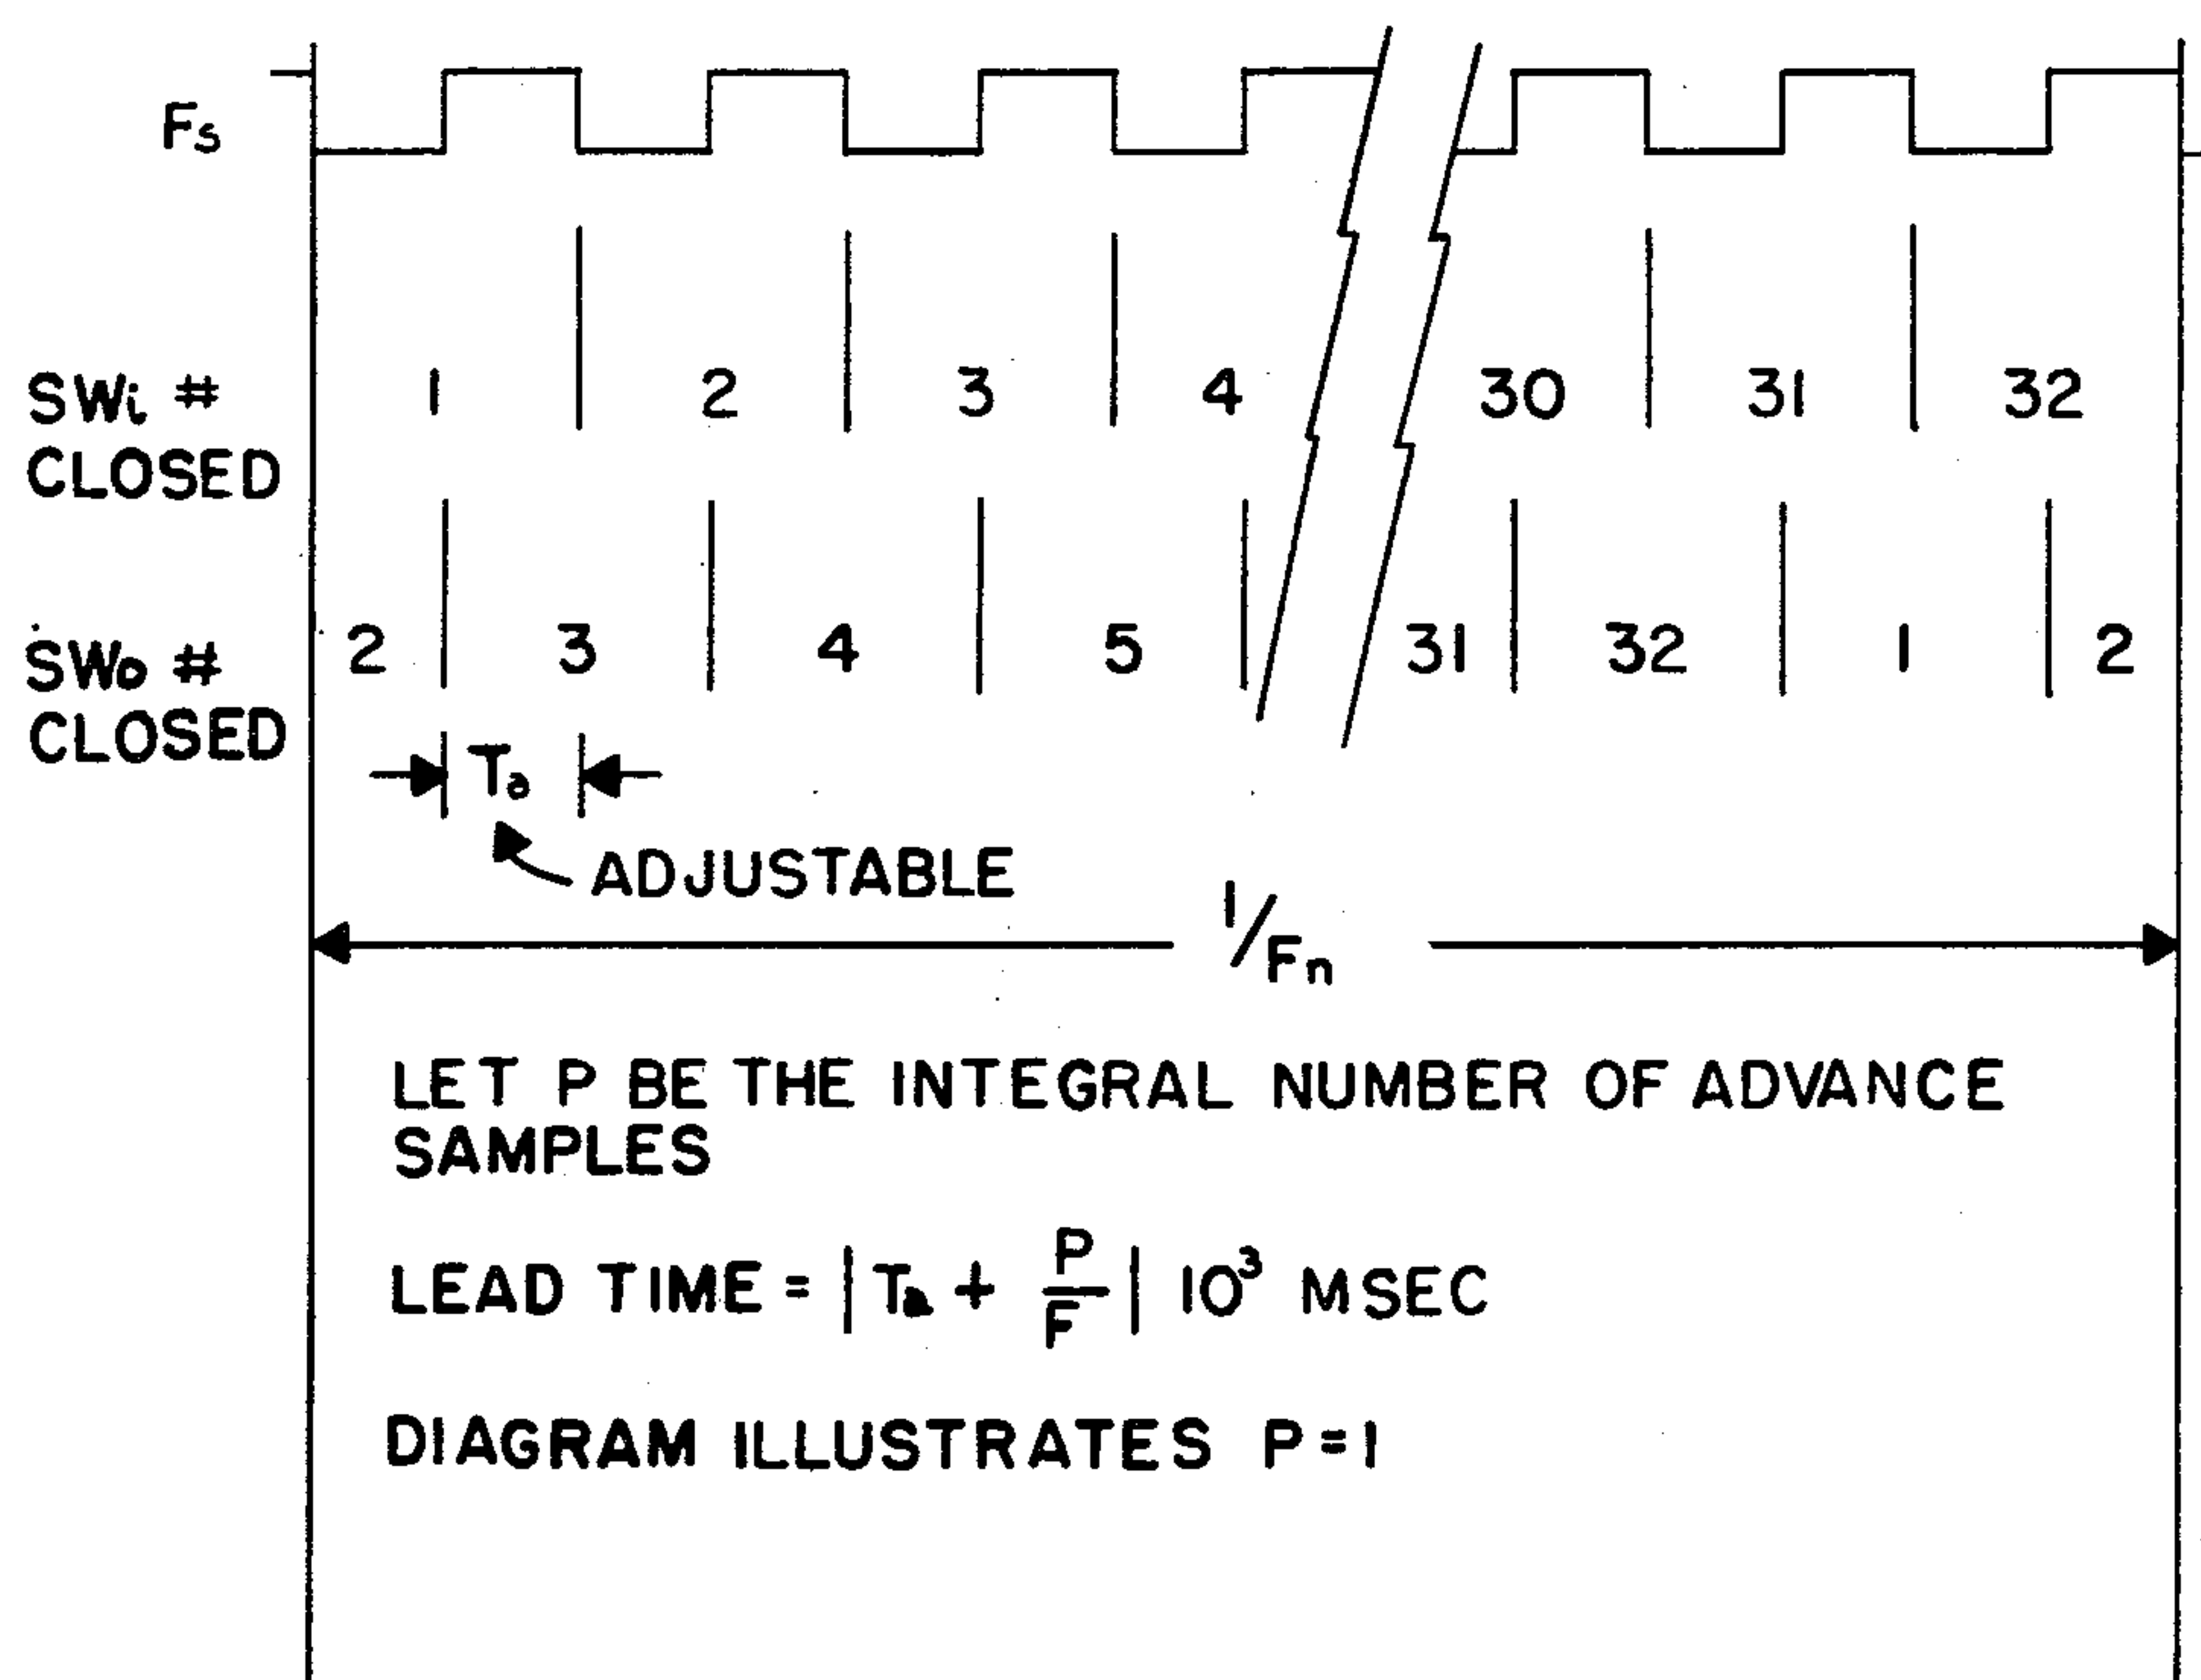 Fs
SWi # 1 2 3 4 30 31 32
CLOSED
SWo # 2 3 4 5 31 32 1 2
CLOSED
Ta
ADJUSTABLE
1/Fn
LET P BE THE INTEGRAL NUMBER OF ADVANCE
SAMPLES
LEAD TIME = | Ta + P/F | 10³ MSEC
DIAGRAM ILLUSTRATES P=1